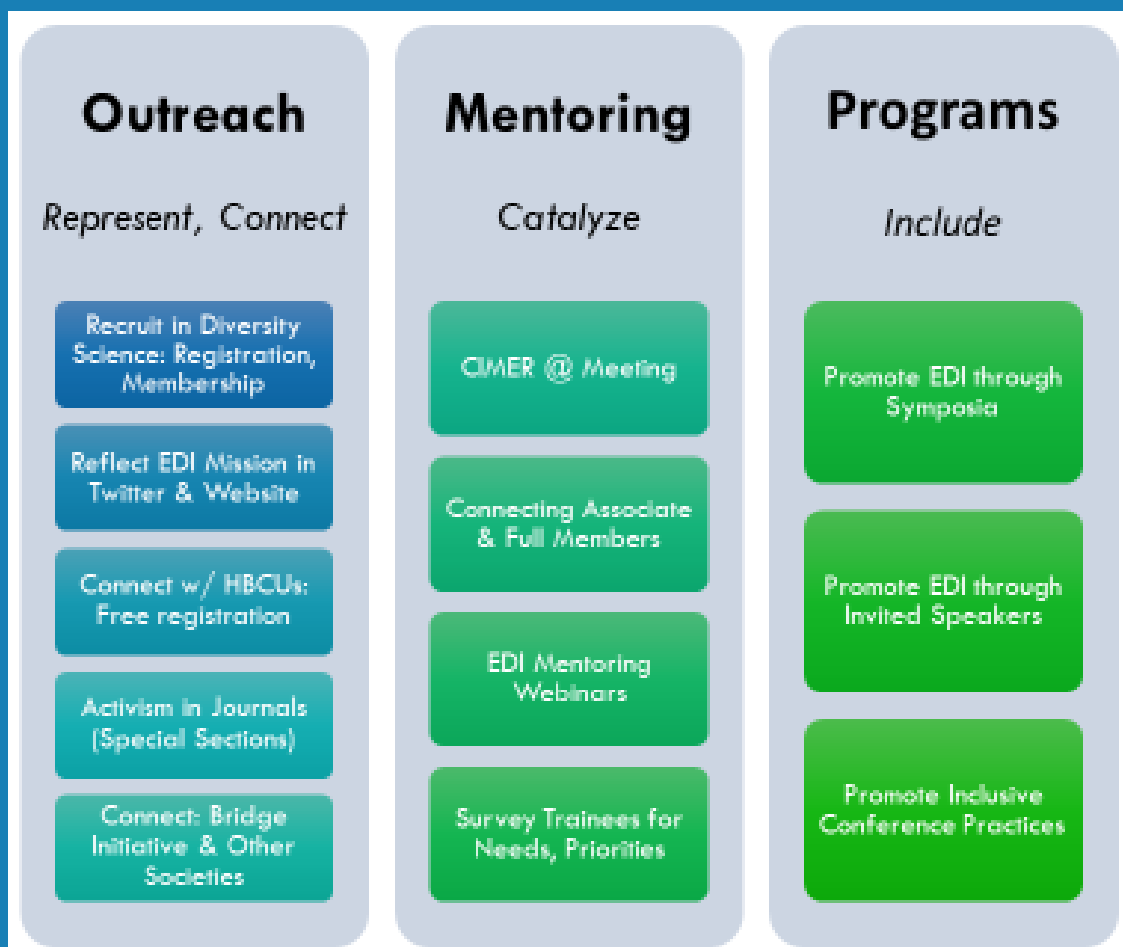 Outreach
Represent, Connect
Recruit in Diversity
Science: Registration,
Membership
Reflect EDI Mission in
Twitter & Website
Connect w/ HBCUs:
Free registration
Activism in Journals
(Special Sections)
Connect: Bridge
Initiative & Other
Societies
Mentoring
Catalyze
CIMER @ Meeting
Connecting Associate
& Full Members
EDI Mentoring
Webinars
Survey Trainees for
Needs, Priorities
Programs
Include
Promote EDI through
Symposia
Promote EDI through
Invited Speakers
Promote Inclusive
Conference Practices